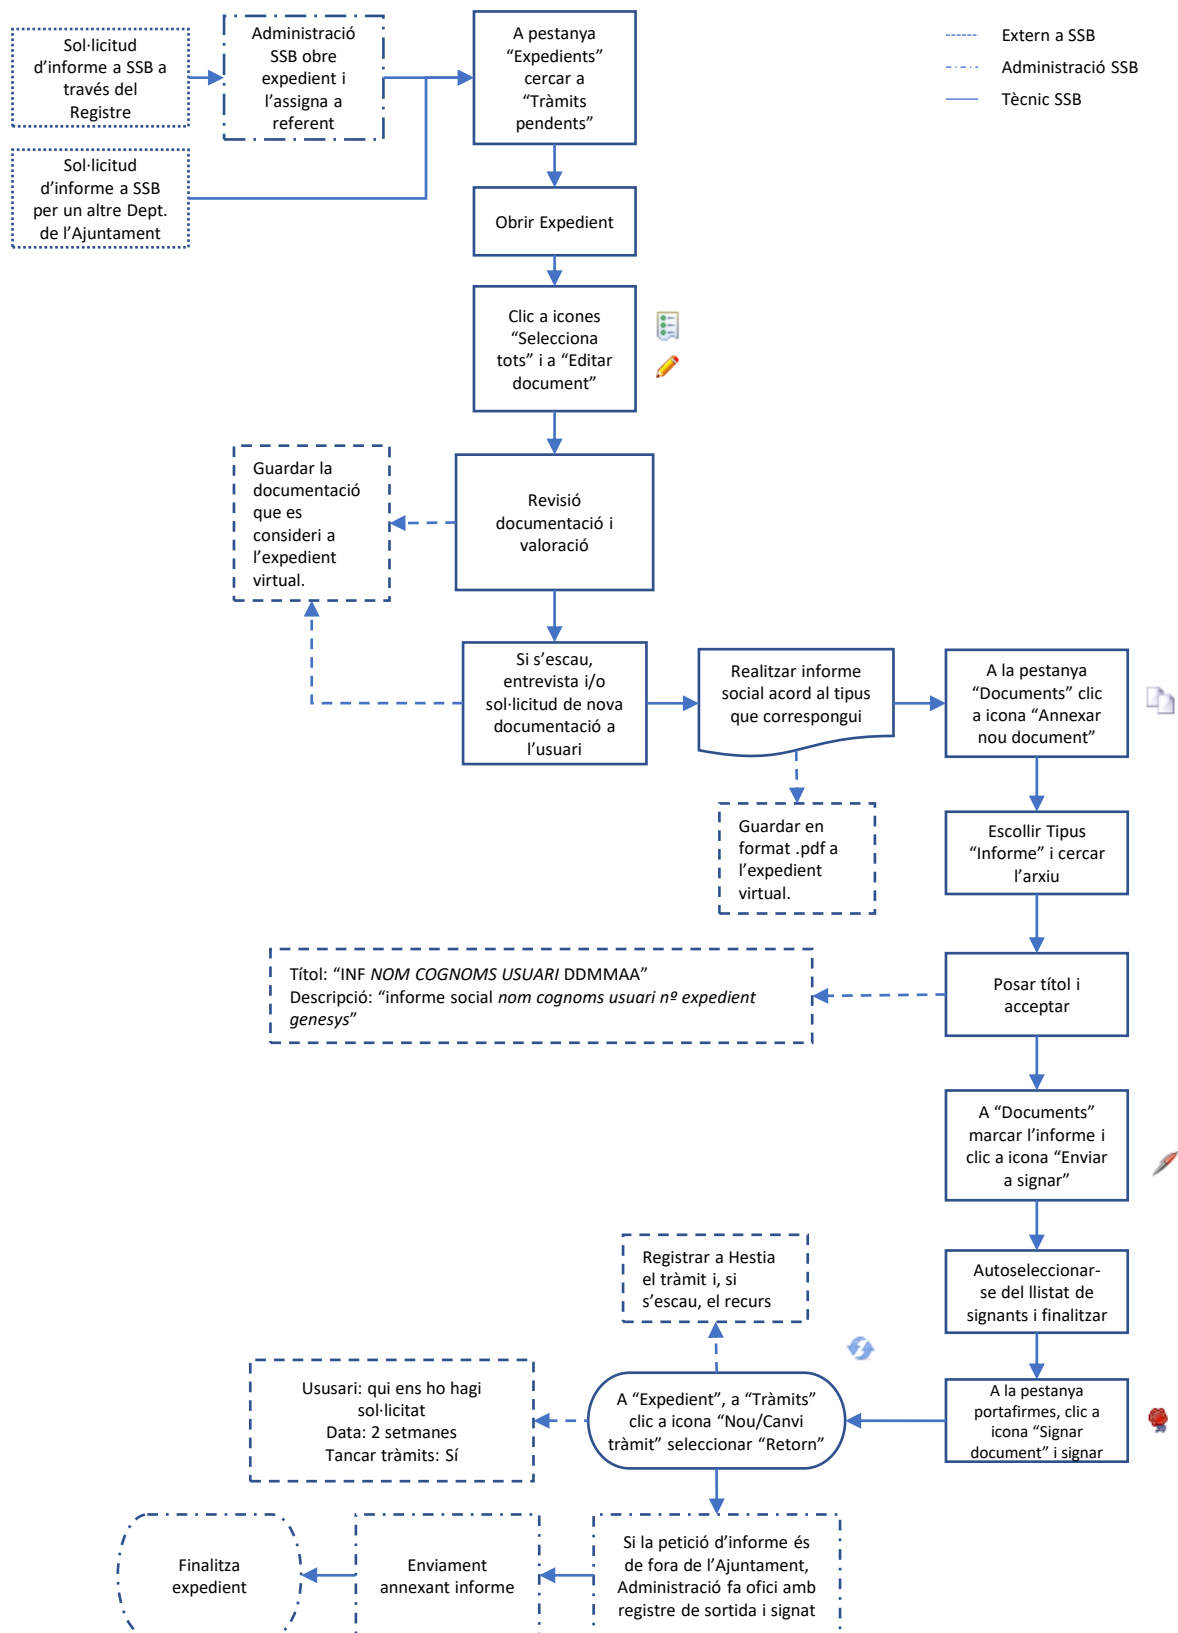 Sol·licitud
d’informe a SSB a
través del
Registre
Administració
SSB obre
expedient i
l’assigna a
referent
A pestanya
“Expedients”
cercar a
“Tràmits
pendents”
Extern a SSB
Administració SSB
Tècnic SSB
Sol·licitud
d’informe a SSB
per un altre Dept.
de l’Ajuntament
Obrir Expedient
Clic a icones
“Selecciona
tots” i a “Editar
document”
Guardar la
documentació
que es
consideri a
l’expedient
virtual.
Revisió
documentació i
valoració
Si s’escau,
entrevista i/o
sol·licitud de nova
documentació a
l’usuari
Realitzar informe
social acord al tipus
que correspongui
A la pestanya
“Documents” clic
a icona “Annexar
nou document”
Guardar en
format .pdf a
l’expedient
virtual.
Escollir Tipus
“Informe” i cercar
l’arxiu
Títol: “INF NOM COGNOMS USUARI DDMMAA”
Descripció: “informe social nom cognoms usuari nº expedient
genesys”
Posar títol i
acceptar
A “Documents”
marcar l’informe i
clic a icona “Enviar
a signar”
Registrar a Hestia
el tràmit i, si
s’escau, el recurs
Autoseleccionar-
se del llistat de
signants i finalitzar
Ususari: qui ens ho hagi
sol·licitat
Data: 2 setmanes
Tancar tràmits: Sí
A “Expedient”, a “Tràmits”
clic a icona “Nou/Canvi
tràmit” seleccionar “Retorn”
A la pestanya
portafirmes, clic a
icona “Signar
document” i signar
Finalitza
expedient
Enviament
annexant informe
Si la petició d’informe és
de fora de l’Ajuntament,
Administració fa ofici amb
registre de sortida i signat